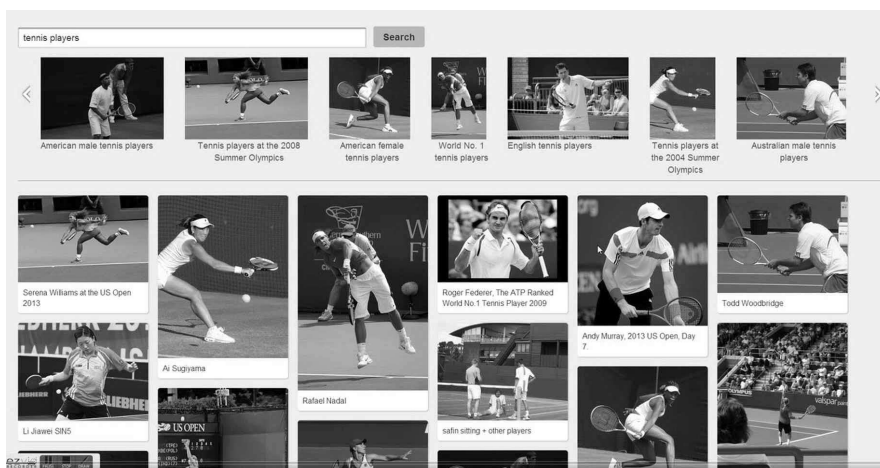 tennis players
Search
American male tennis players
Tennis players at the 2008
Summer Olympics
American female
tennis players
World No. 1
tennis players
English tennis players
Tennis players at
the 2004 Summer
Olympics
Australian male tennis
players
Serena Williams at the US Open
2013
Ai Sugiyama
Rafael Nadal
Roger Federer, The ATP Ranked
World No.1 Tennis Player 2009
Andy Murray, 2013 US Open, Day
7.
Todd Woodbridge
Li Jiawei SIN5
safin sitting + other players
US OPEN
valspar
OLYMPUS